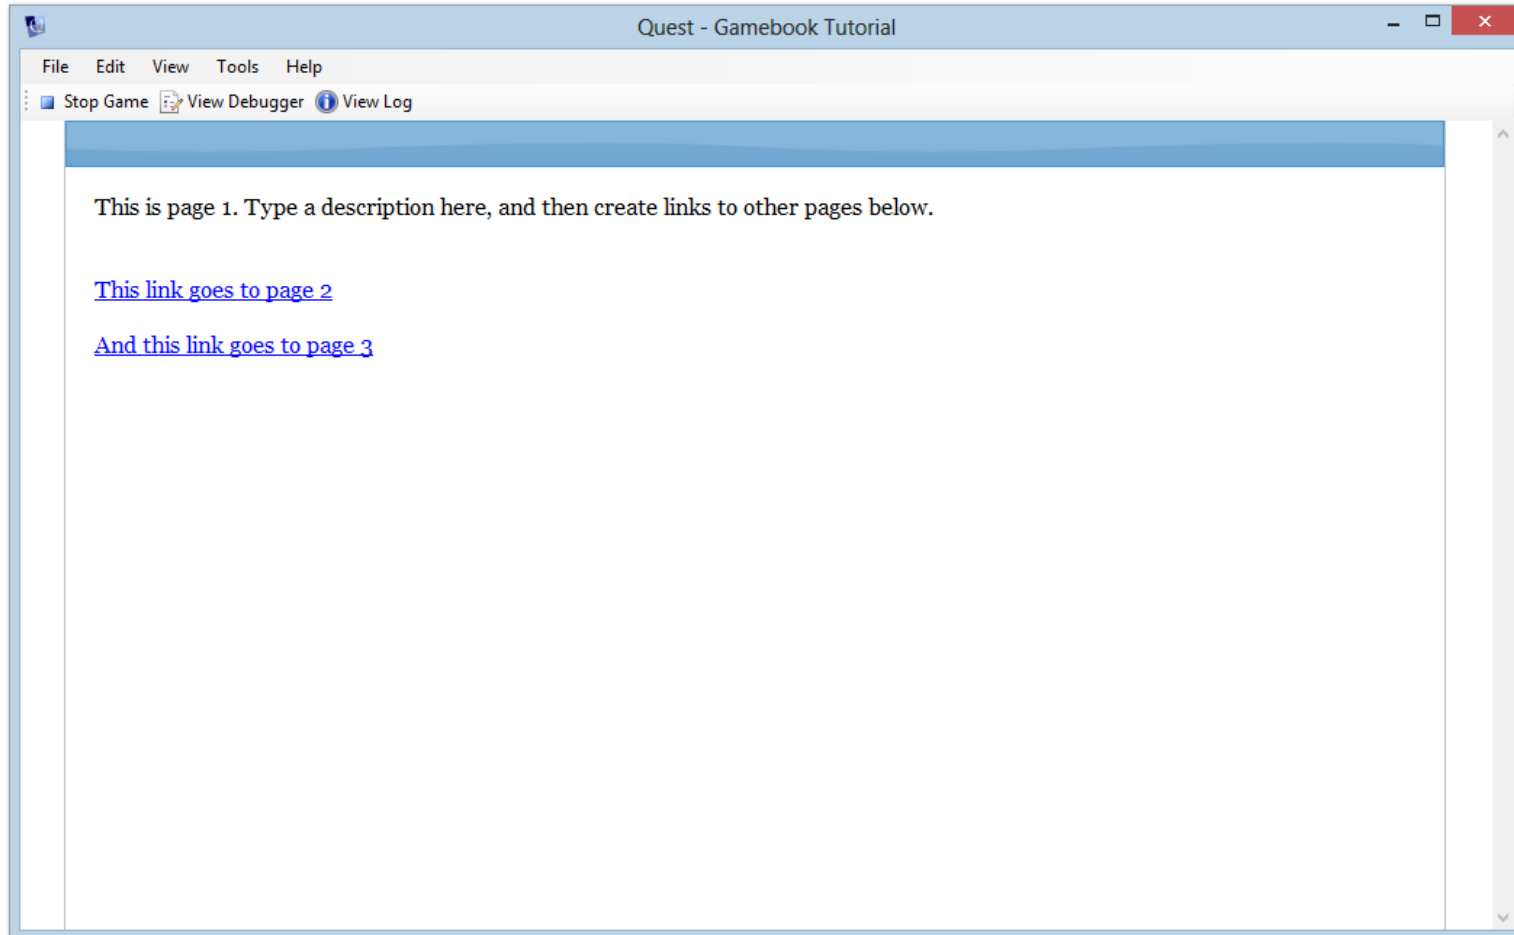 Quest - Gamebook Tutorial
File Edit View Tools Help
Stop Game View Debugger View Log
This is page 1. Type a description here, and then create links to other pages below.
This link goes to page 2
And this link goes to page 3